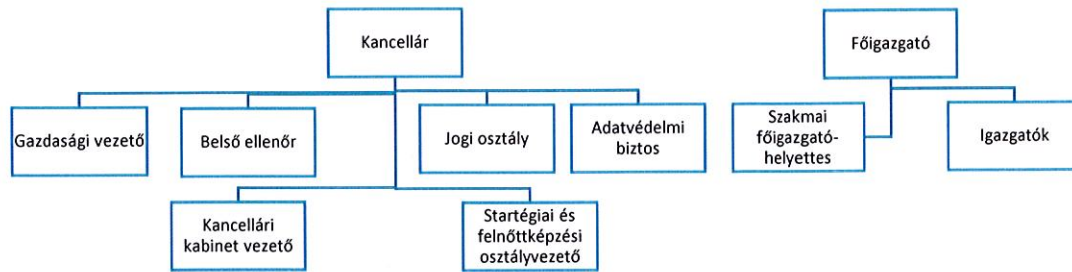 Kancellár
Főigazgató
Gazdasági vezető
Belső ellenőr
Jogi osztály
Adatvédelmi
biztos
Szakmai
főigazgató-
helyettes
Igazgatók
Kancellári
kabinet vezető
Startégiai és
felnőttképzési
osztályvezető